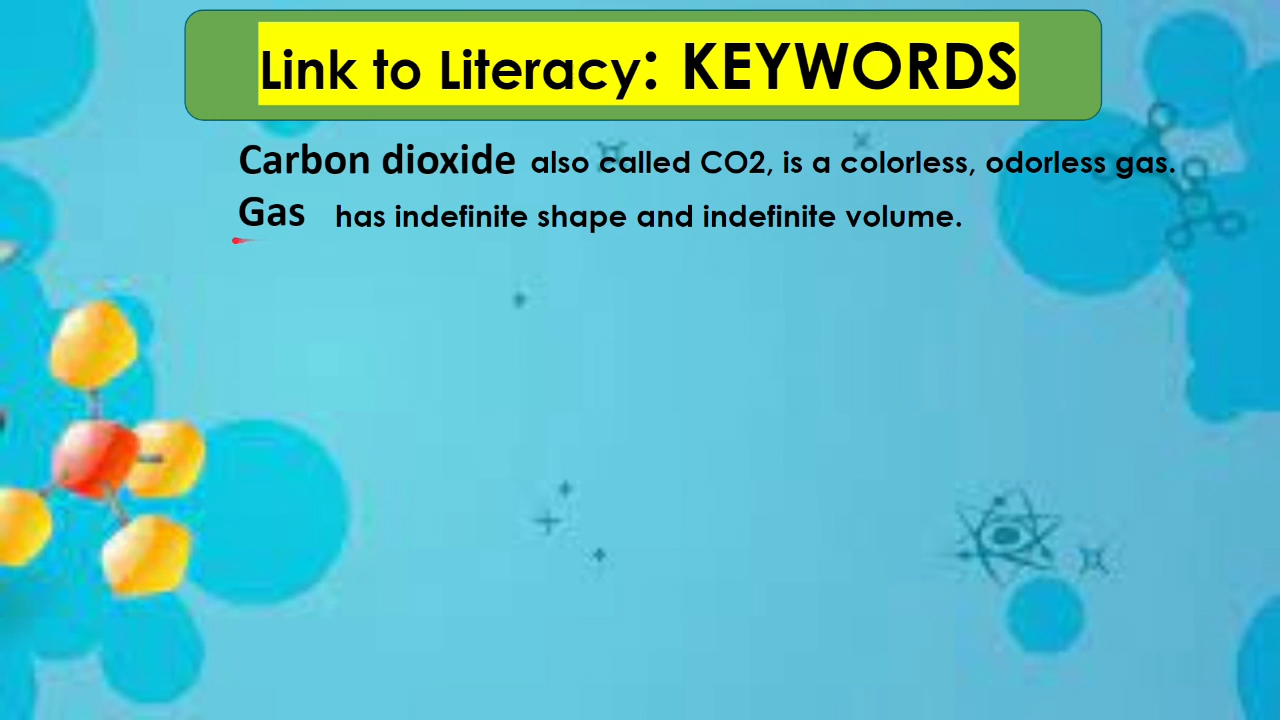 Link to Literacy: KEYWORDS
Carbon dioxide also called CO2, is a colorless, odorless gas.
Gas has indefinite shape and indefinite volume.